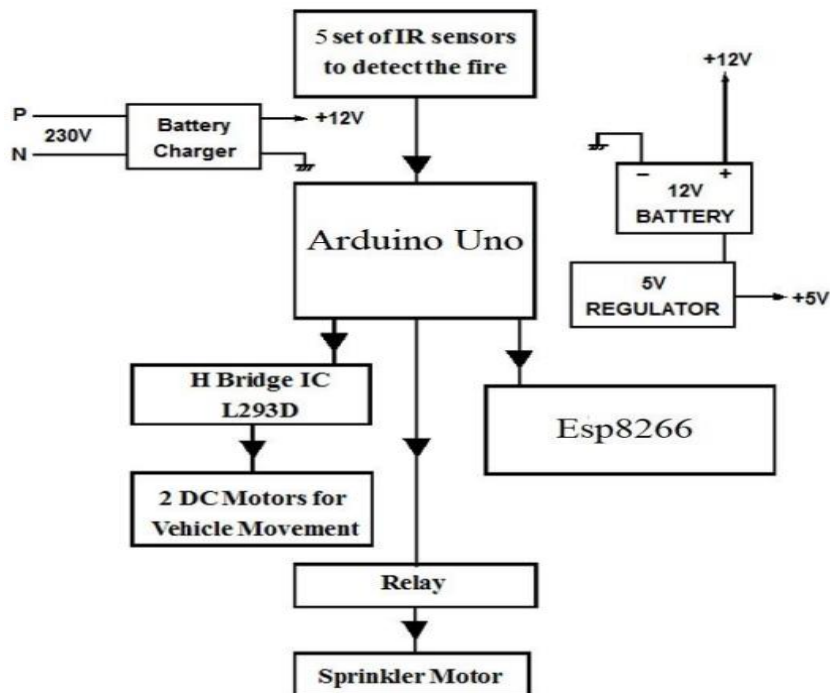 5 set of IR sensors
to detect the fire
P
230V
N
Battery
Charger
+12V
+12V
− +
12V
BATTERY
5V
REGULATOR
+5V
Arduino Uno
H Bridge IC
L293D
Esp8266
2 DC Motors for
Vehicle Movement
Relay
Sprinkler Motor